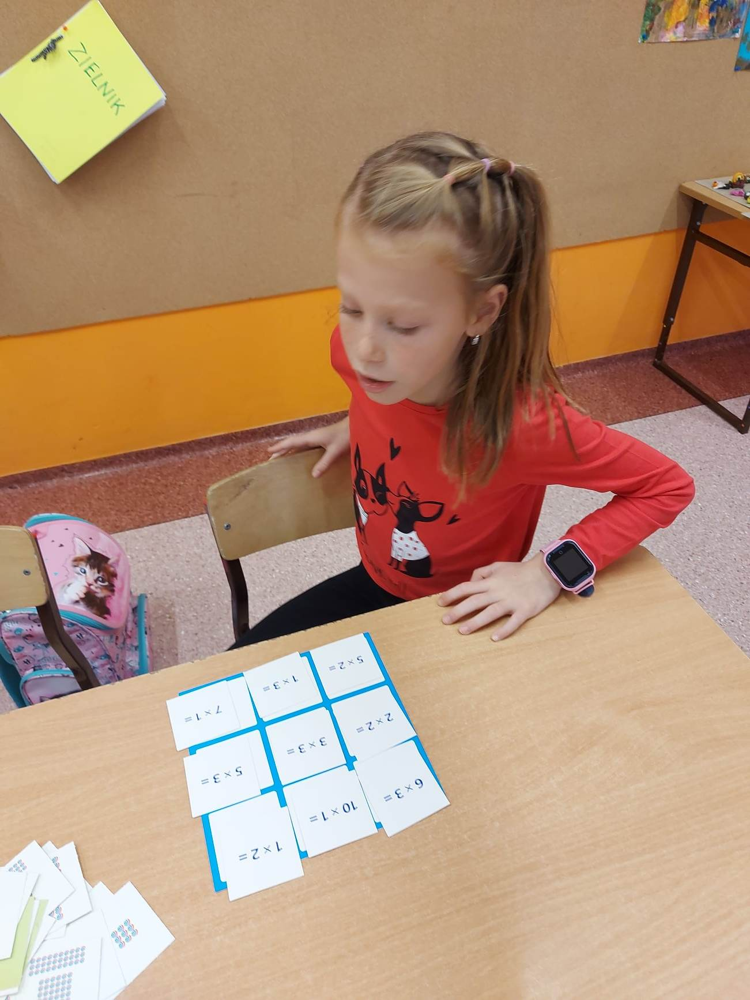 ZIELNIK
6 × 3 =
10 × 1 =
1 × 2 =
2 × 2 =
3 × 3 =
5 × 3 =
5 × 2 =
1 × 3 =
7 × 1 =